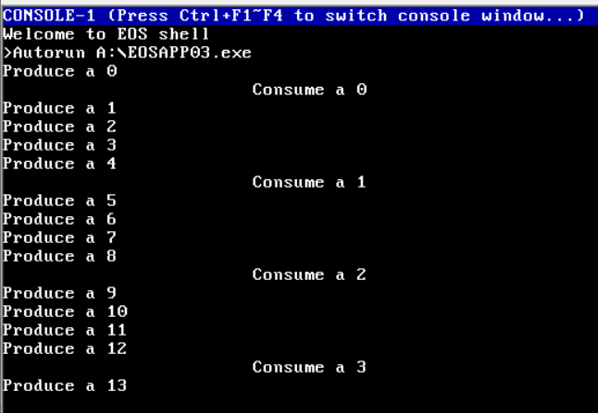 CONSOLE-1 (Press Ctrl+F1~F4 to switch console window...)
Welcome to EOS shell
>Autorun A:\EOSAPP03.exe
Produce a 0
Consume a 0
Produce a 1
Produce a 2
Produce a 3
Produce a 4
Consume a 1
Produce a 5
Produce a 6
Produce a 7
Produce a 8
Consume a 2
Produce a 9
Produce a 10
Produce a 11
Produce a 12
Consume a 3
Produce a 13